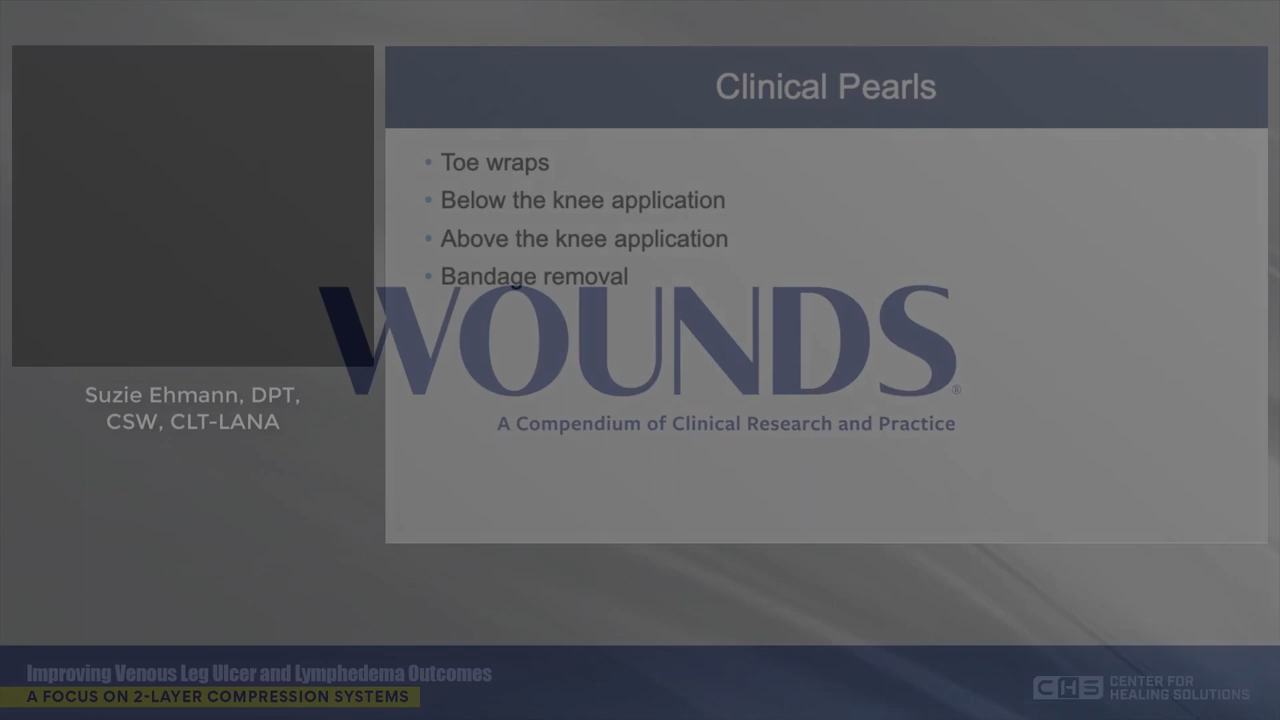 Clinical Pearls
• Toe wraps
• Below the knee application
• Above the knee application
• Bandage removal
WOUNDS®
A Compendium of Clinical Research and Practice
Suzie Ehmann, DPT,
CSW, CLT-LANA
Improving Venous Leg Ulcer and Lymphedema Outcomes
A FOCUS ON 2-LAYER COMPRESSION SYSTEMS
CHS
CENTER FOR
HEALING SOLUTIONS